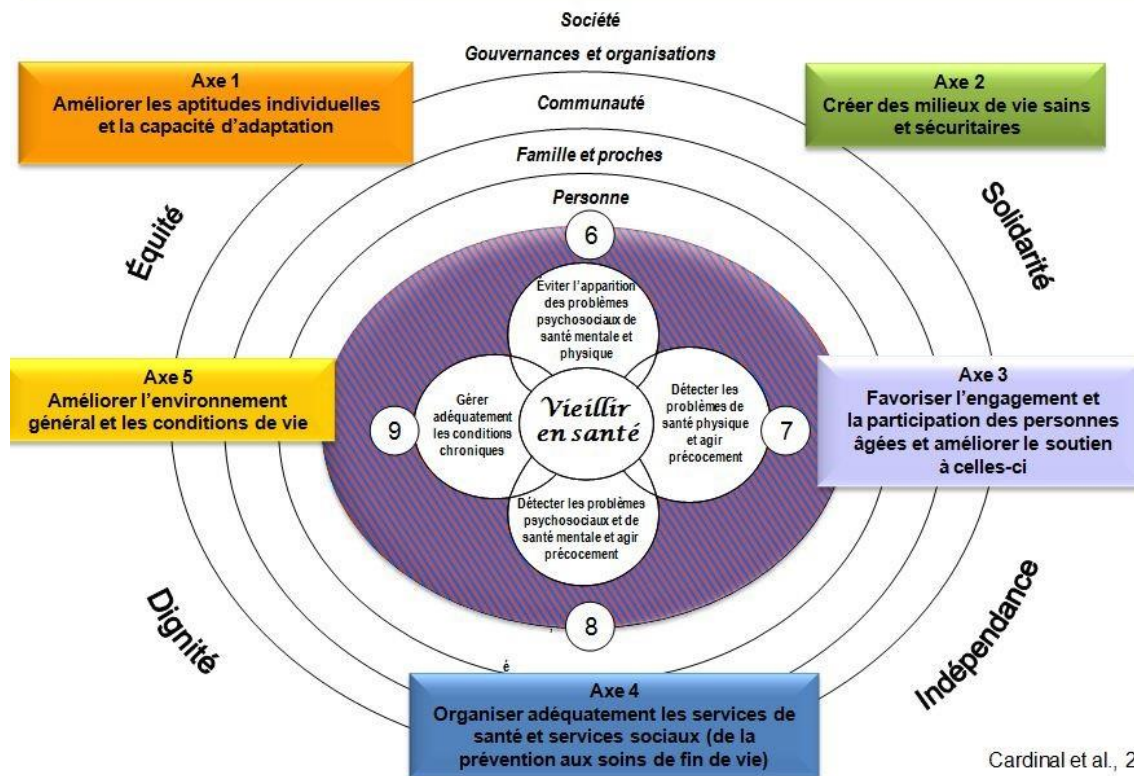 Société
Gouvernances et organisations
Axe 1
Améliorer les aptitudes individuelles
et la capacité d'adaptation
Axe 2
Créer des milieux de vie sains
et sécuritaires
Communauté
Famille et proches
Personne
Équité
Solidarité
6
Éviter l'apparition
des problèmes
psychosociaux de
santé mentale et
physique
Axe 5
Améliorer l'environnement
général et les conditions de vie
9
Gérer
adéquatement
les conditions
chroniques
Vieillir
en santé
Détecter les
problèmes de
santé physique
et agir
précocement
7
Axe 3
Favoriser l'engagement et
la participation des personnes
âgées et améliorer le soutien
à celles-ci
Détecter les problèmes
psychosociaux et de
santé mentale et agir
précocement
8
Dignité
Indépendance
é
Axe 4
Organiser adéquatement les services de
santé et services sociaux (de la
prévention aux soins de fin de vie)
Cardinal et al., 2